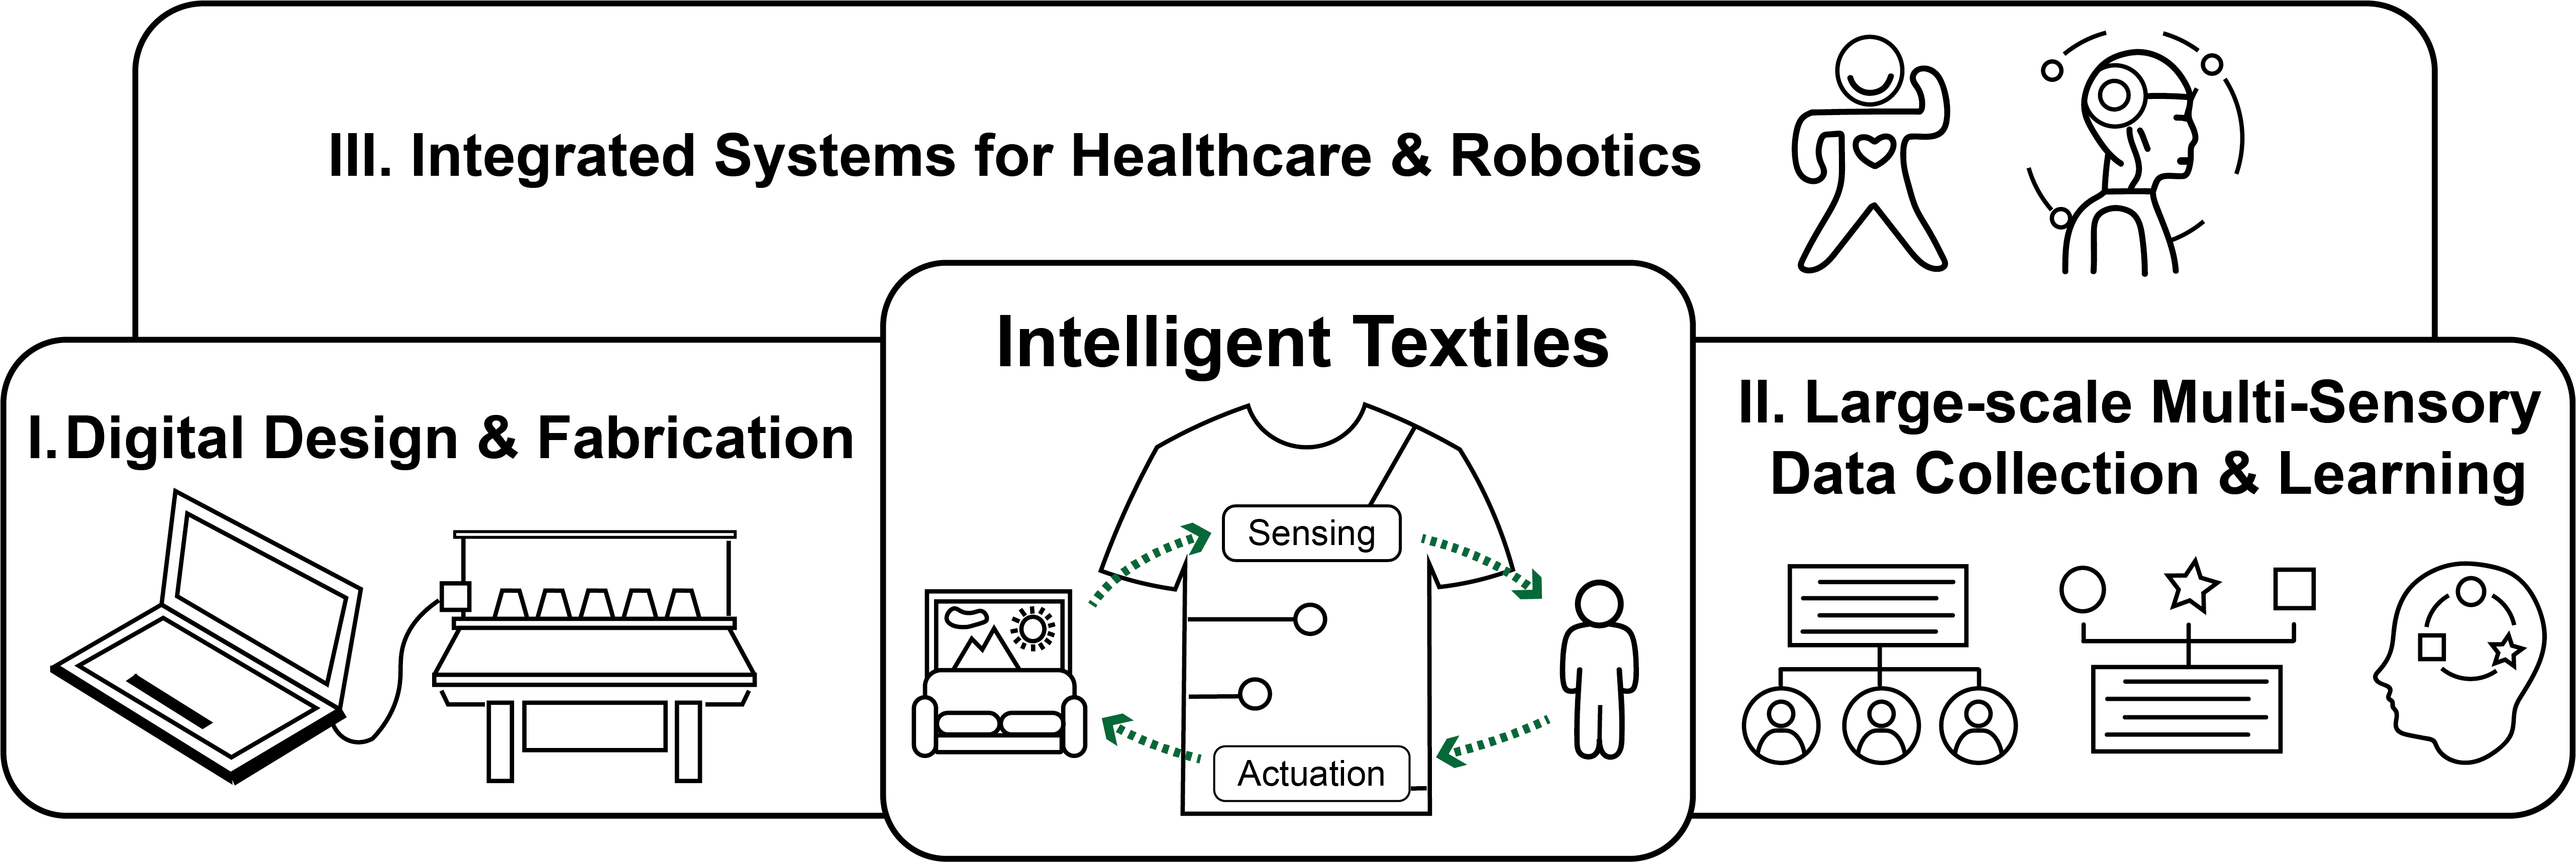 III. Integrated Systems for Healthcare & Robotics
Intelligent Textiles
I. Digital Design & Fabrication
II. Large-scale Multi-Sensory
Data Collection & Learning
Sensing
Actuation